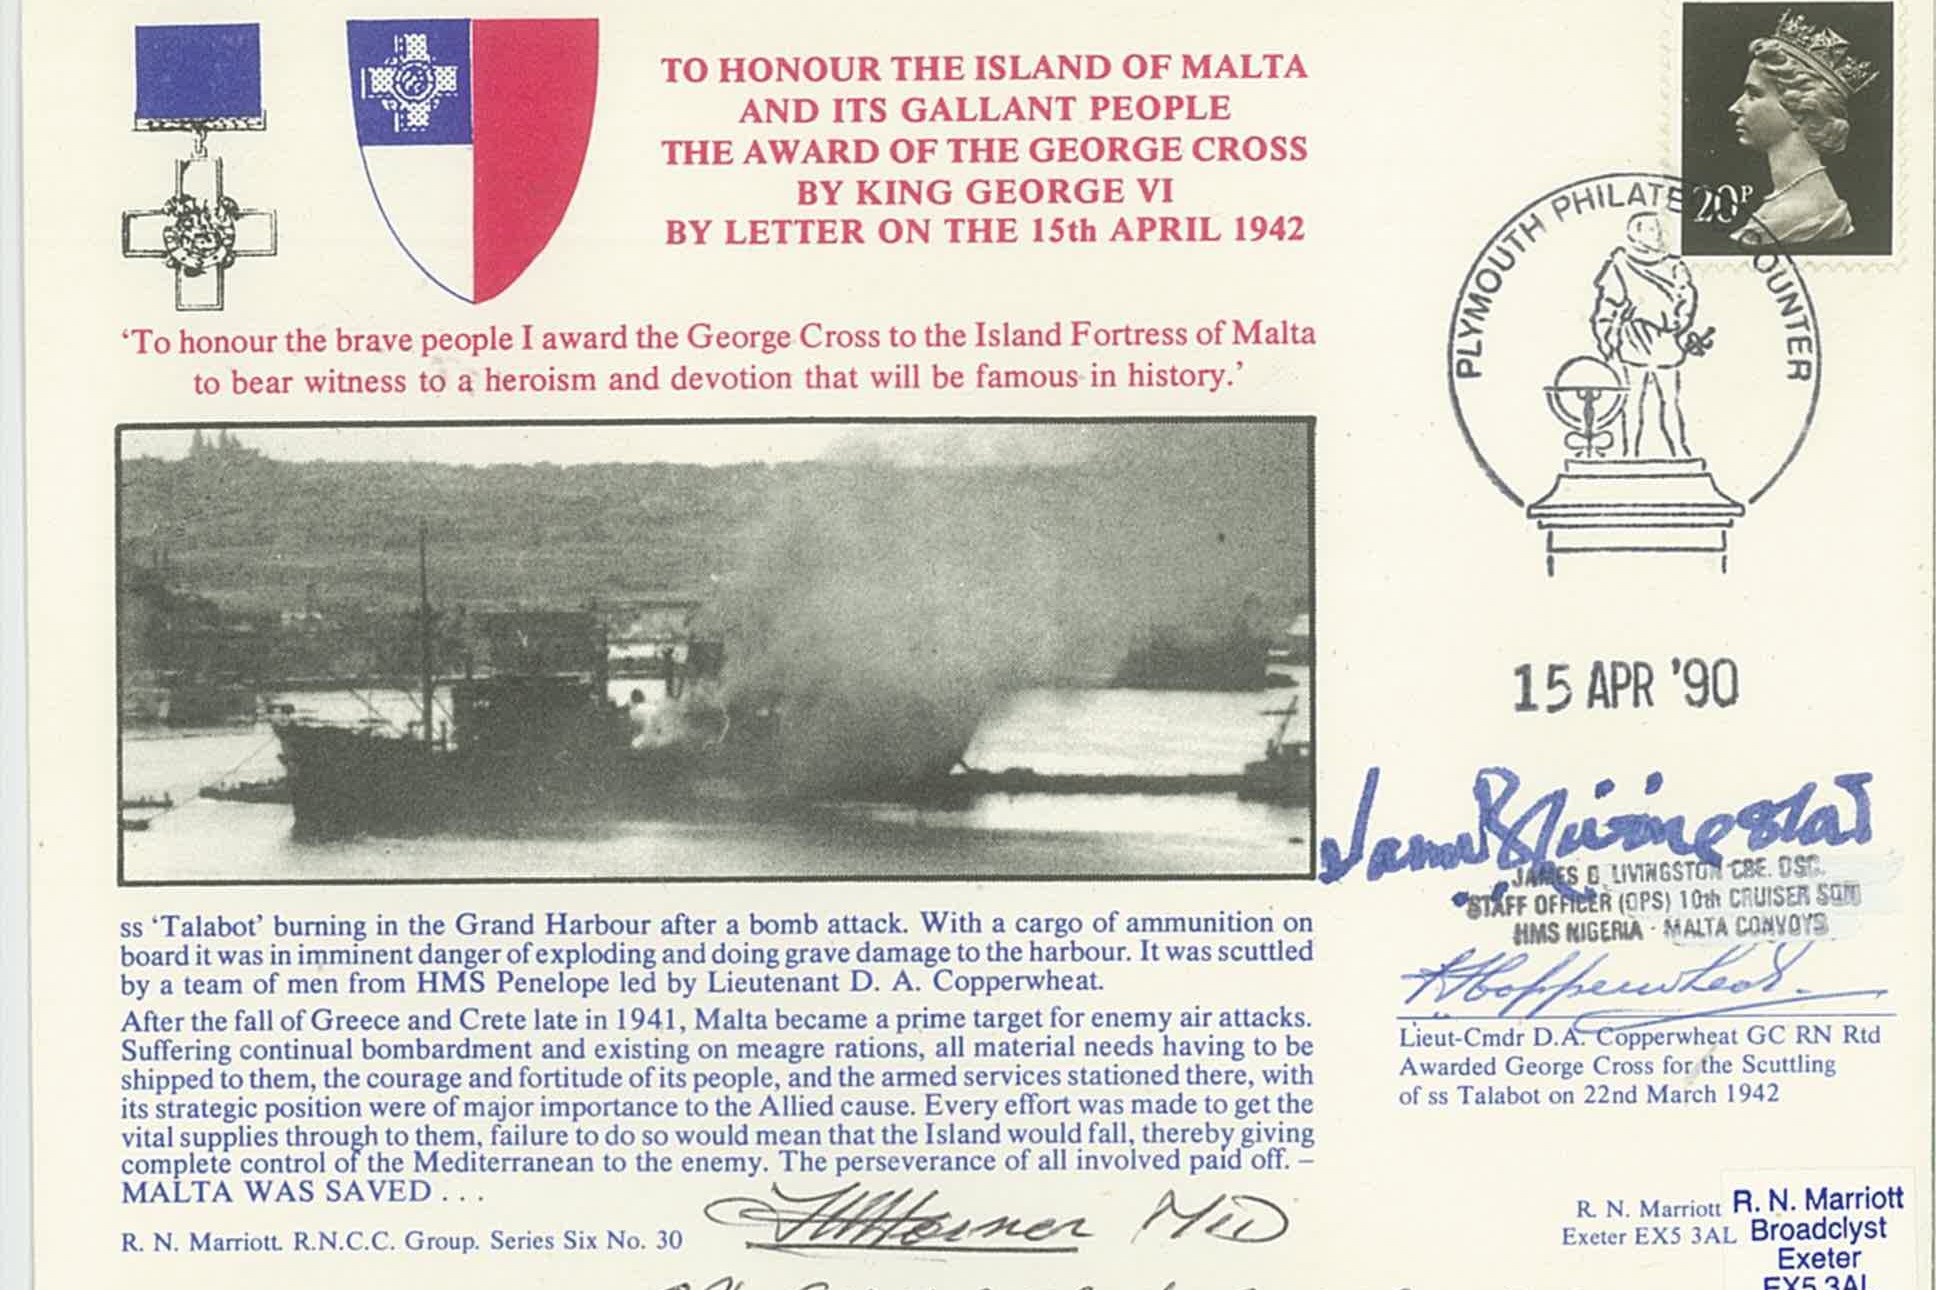 TO HONOUR THE ISLAND OF MALTA
AND ITS GALLANT PEOPLE
THE AWARD OF THE GEORGE CROSS
BY KING GEORGE VI
BY LETTER ON THE 15th APRIL 1942
20P
PLYMOUTH PHILATE OUNTER
'To honour the brave people I award the George Cross to the Island Fortress of Malta
to bear witness to a heroism and devotion that will be famous in history.'
15 APR '90
James D Livingston
JAMES D LIVINGSTON CBE. DSC.
STAFF OFFICER (OPS) 10th CRUISER SQN
HMS NIGERIA - MALTA CONVOYS
ss 'Talabot' burning in the Grand Harbour after a bomb attack. With a cargo of ammunition on
board it was in imminent danger of exploding and doing grave damage to the harbour. It was scuttled
by a team of men from HMS Penelope led by Lieutenant D. A. Copperwheat.
After the fall of Greece and Crete late in 1941, Malta became a prime target for enemy air attacks.
Suffering continual bombardment and existing on meagre rations, all material needs having to be
shipped to them, the courage and fortitude of its people, and the armed services stationed there, with
its strategic position were of major importance to the Allied cause. Every effort was made to get the
vital supplies through to them, failure to do so would mean that the Island would fall, thereby giving
complete control of the Mediterranean to the enemy. The perseverance of all involved paid off. –
MALTA WAS SAVED . . .
Copperwheat.
Lieut-Cmdr D.A. Copperwheat GC RN Rtd
Awarded George Cross for the Scuttling
of ss Talabot on 22nd March 1942
R. N. Marriott R.N.C.C. Group. Series Six No. 30
MID
R. N. Marriott
Exeter EX5 3AL
R. N. Marriott
Broadclyst
Exeter
EX5 3AL